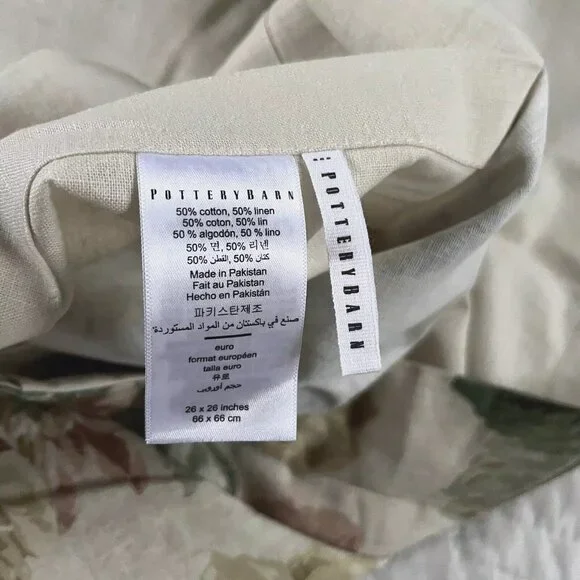 POTTERYBARN
50% cotton, 50% linen
50% coton, 50% lin
50 % algodón, 50 % lino
50% 면, 50% 리넨
50% كتان, 50% القطن
Made in Pakistan
Fait au Pakistan
Hecho en Pakistán
파키스탄제조
صنع في باكستان من المواد المستوردة
euro
format européen
talla euro
유로
حجم أوروبي
26 x 26 inches
66 x 66 cm
POTTERYBARN